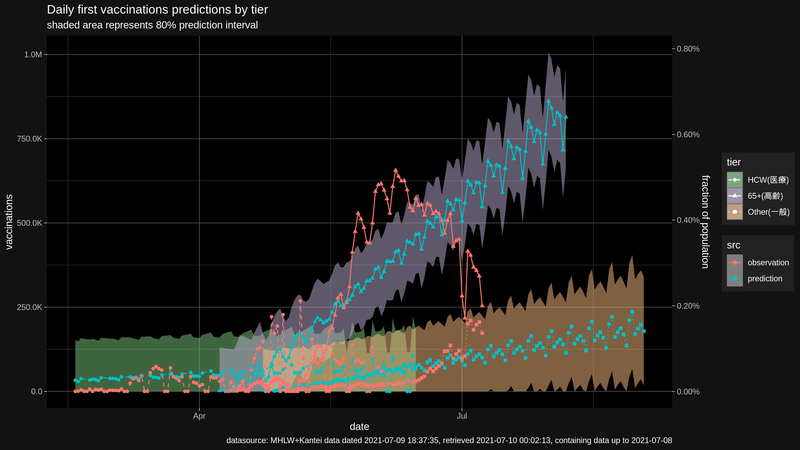 Daily first vaccinations predictions by tier
shaded area represents 80% prediction interval
1.0M
750.0K
500.0K
250.0K
0.0
vaccinations
0.80%
0.60%
0.40%
0.20%
0.00%
fraction of population
Apr
Jul
date
tier
HCW(医療)
65+(高齢)
Other(一般)
src
observation
prediction
datasource: MHLW+Kantei data dated 2021-07-09 18:37:35, retrieved 2021-07-10 00:02:13, containing data up to 2021-07-08